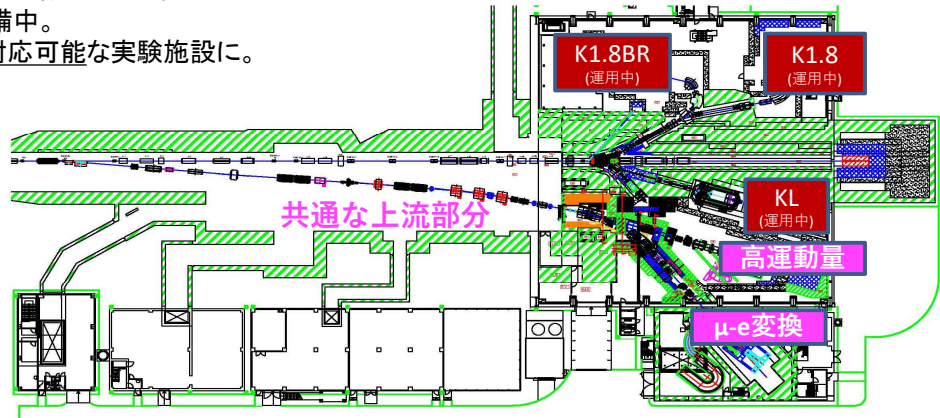 備中。
対応可能な実験施設に。
K1.8BR
(運用中)
K1.8
(運用中)
共通な上流部分
KL
(運用中)
高運動量
μ-e変換